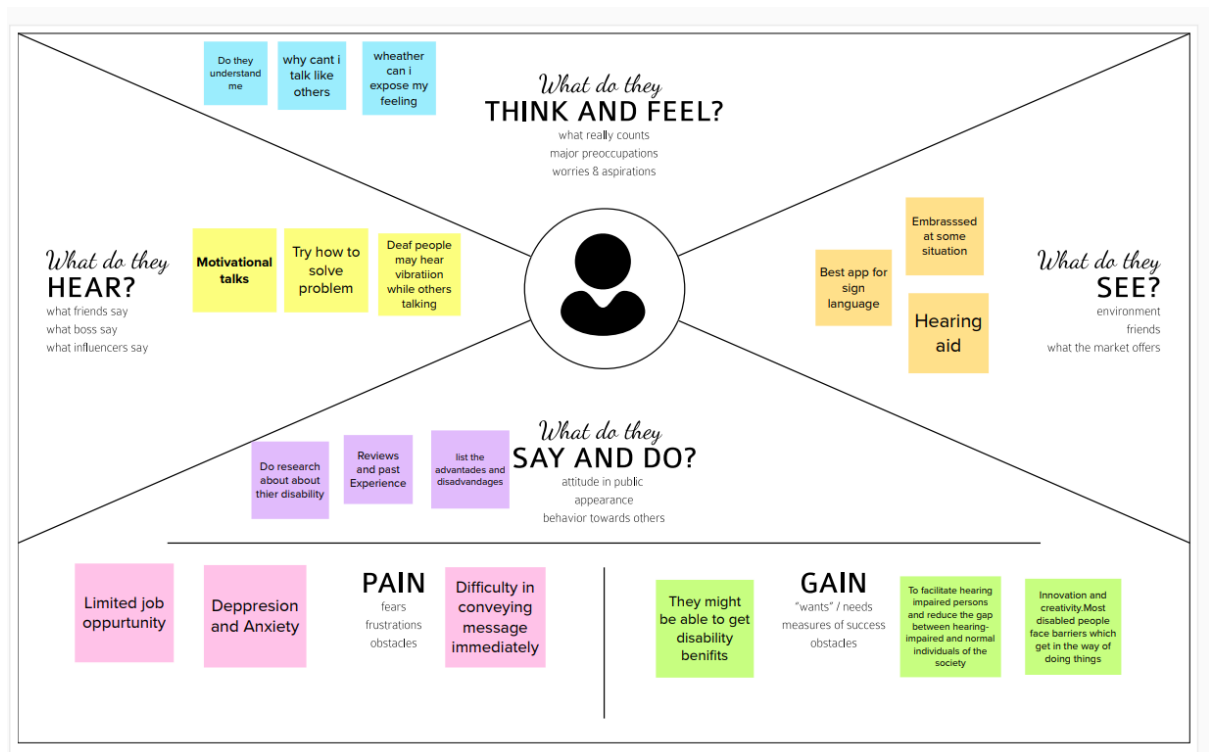 Do they
understand
me
why cant i
talk like
others
wheather
can i
expose my
feeling
What do they
THINK AND FEEL?
what really counts
major preoccupations
worries & aspirations
What do they
HEAR?
what friends say
what boss say
what influencers say
Motivational
talks
Try how to
solve
problem
Deaf people
may hear
vibratiion
while others
talking
Best app for
sign
language
Embrasssed
at some
situation
Hearing
aid
What do they
SEE?
environment
friends
what the market offers
Do research
about about
thier disability
Reviews
and past
Experience
list the
advantades and
disadvandages
What do they
SAY AND DO?
attitude in public
appearance
behavior towards others
Limited job
oppurtunity
Deppresion
and Anxiety
PAIN
fears
frustrations
obstacles
Difficulty in
conveying
message
immediately
They might
be able to get
disability
benifits
GAIN
"wants" / needs
measures of success
obstacles
To facilitate hearing
impaired persons
and reduce the gap
between hearing-
impaired and normal
individuals of the
society
Innovation and
creativity.Most
disabled people
face barriers which
get in the way of
doing things